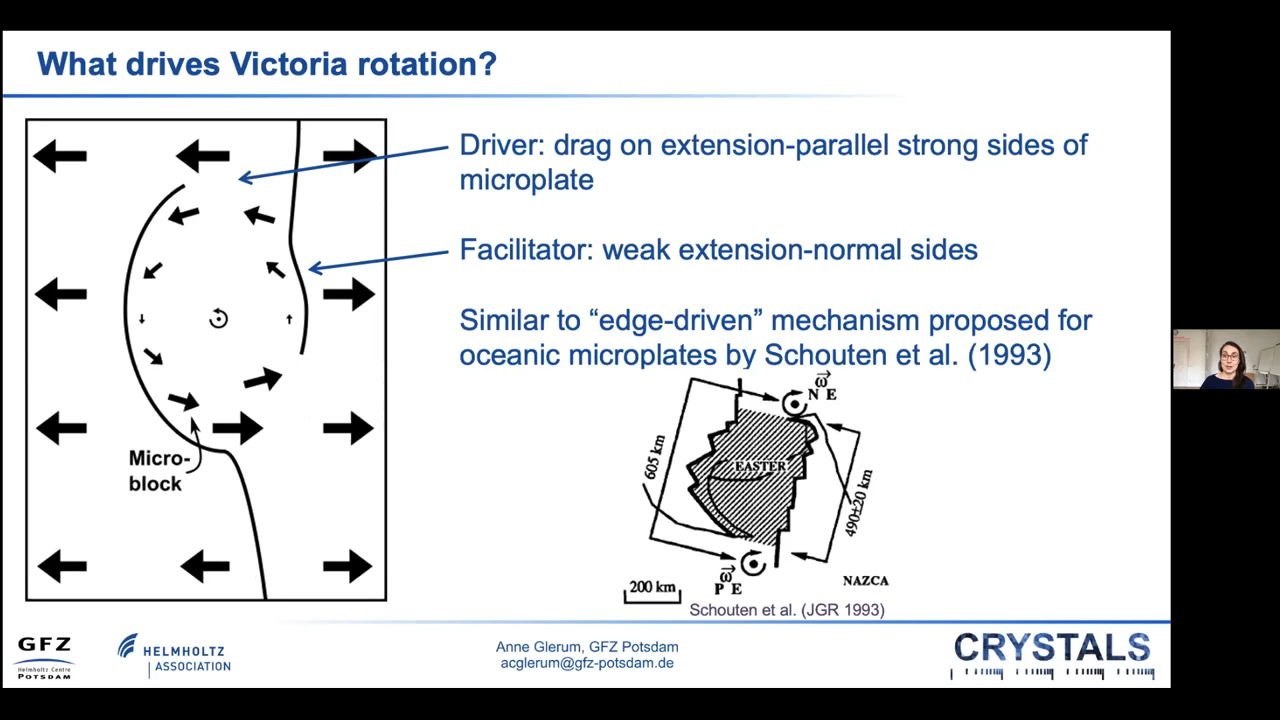 What drives Victoria rotation?
Driver: drag on extension-parallel strong sides of
microplate
Facilitator: weak extension-normal sides
Similar to “edge-driven” mechanism proposed for
oceanic microplates by Schouten et al. (1993)
Micro-
block
ω
N E
605 km
EASTER
490±20 km
ω
P E
200 km
NAZCA
Schouten et al. (JGR 1993)
GFZ
Helmholtz Centre
POTSDAM
HELMHOLTZ
ASSOCIATION
Anne Glerum, GFZ Potsdam
acglerum@gfz-potsdam.de
CRYSTALS